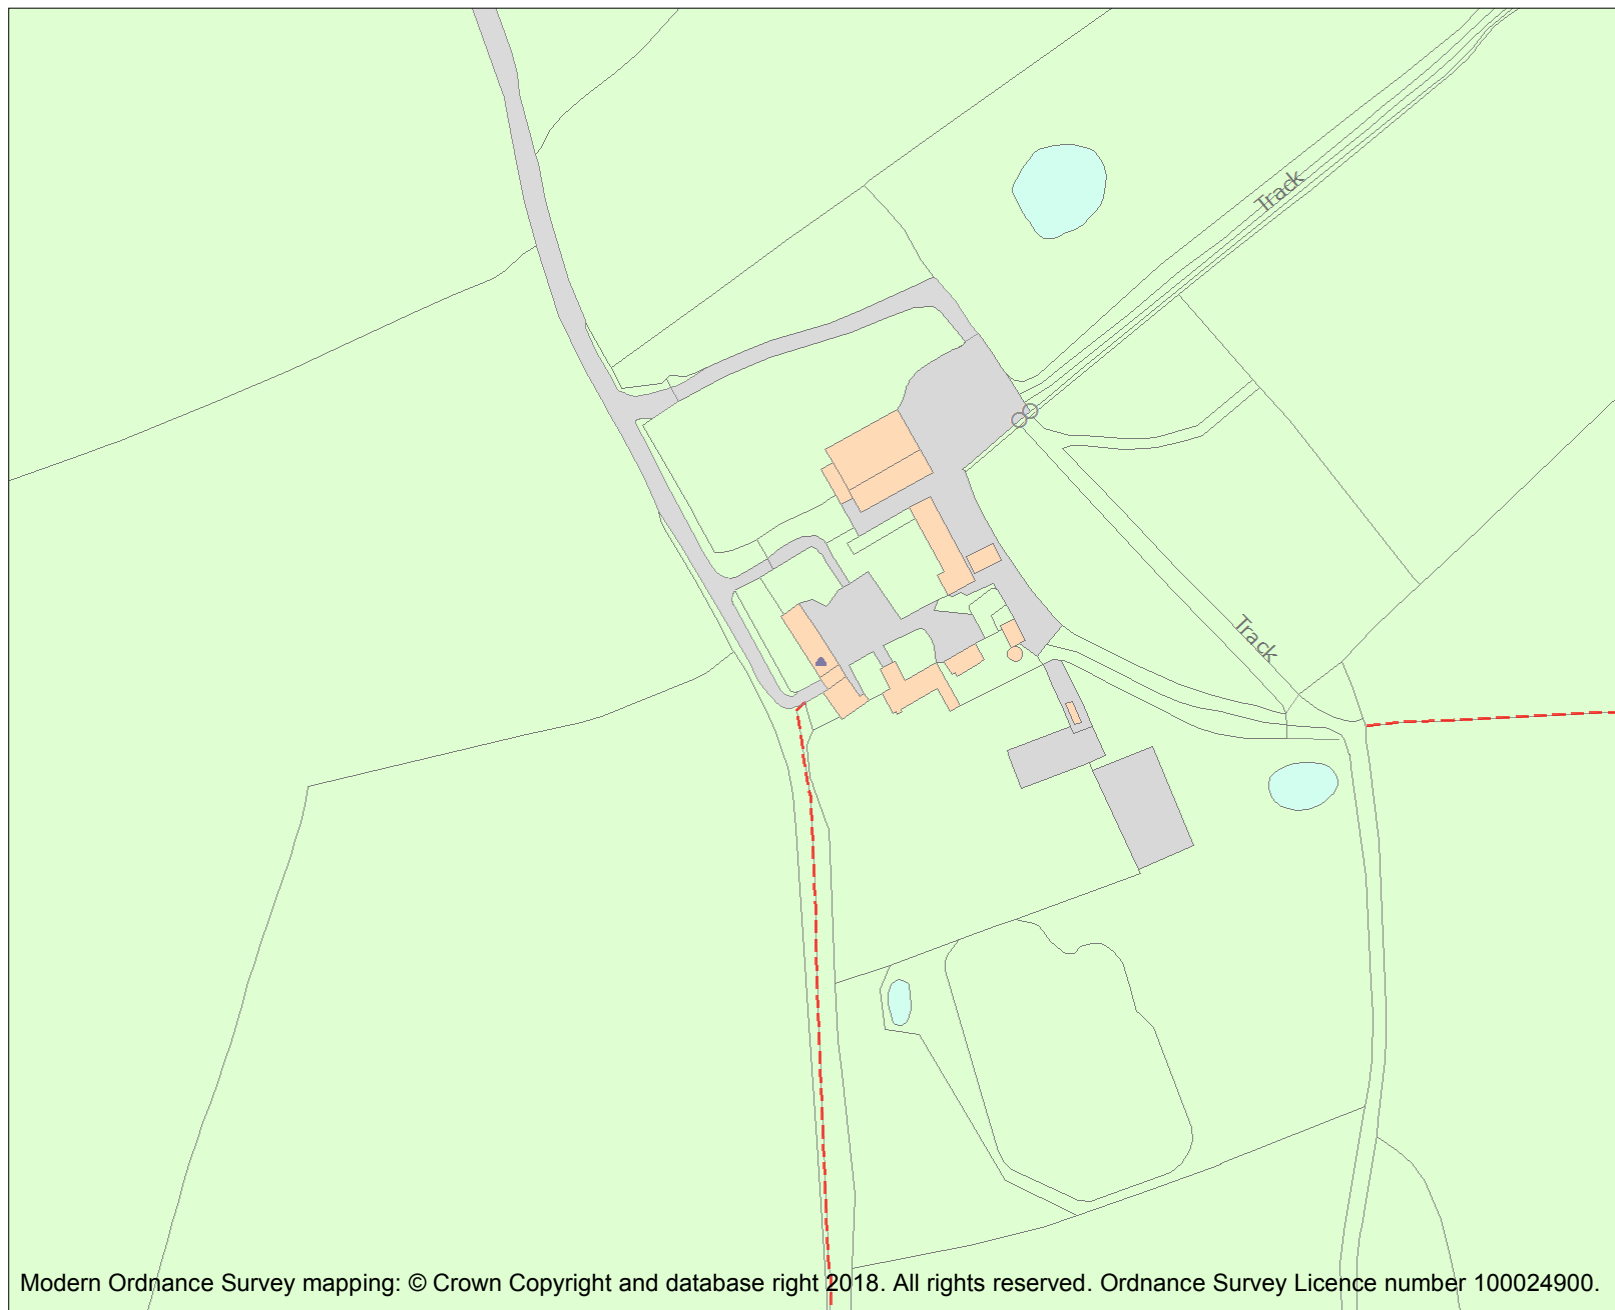 Track
Track
Modern Ordnance Survey mapping: © Crown Copyright and database right 2018. All rights reserved. Ordnance Survey Licence number 100024900.